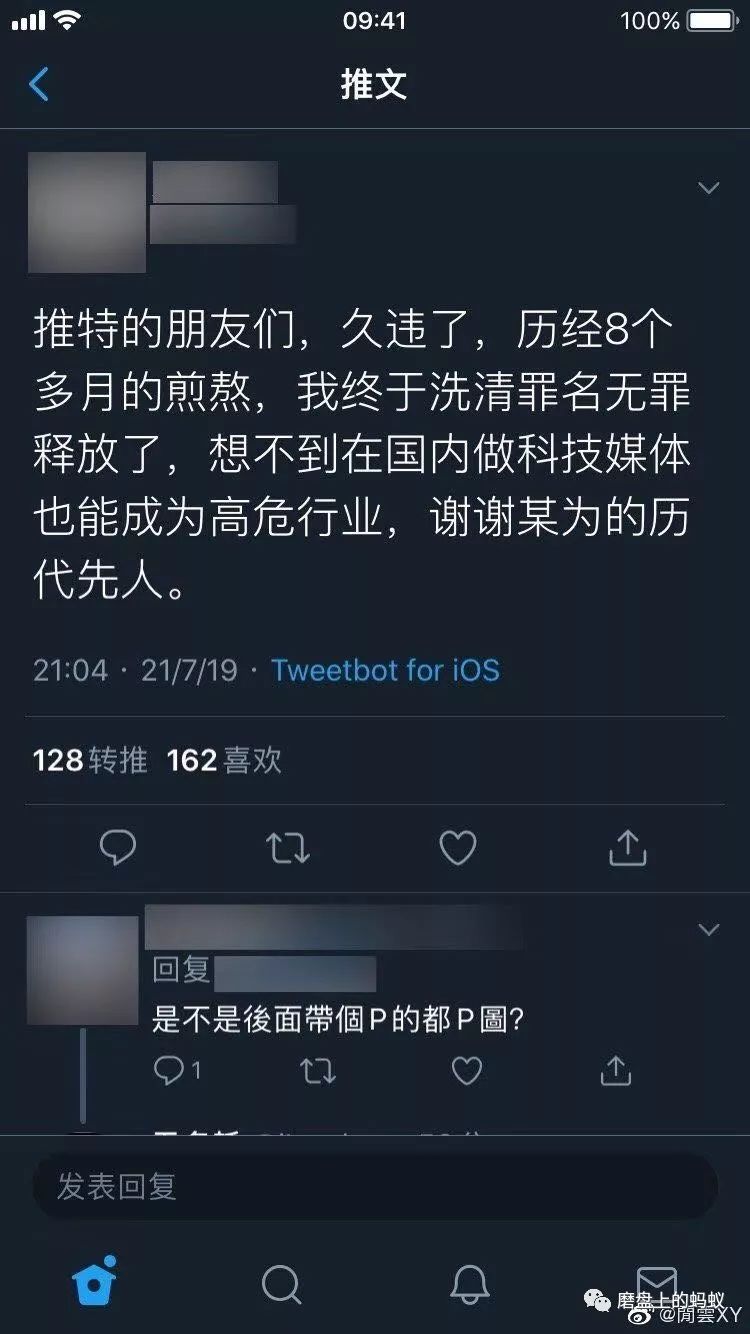 09:41
100%
推文
推特的朋友们，久违了，历经8个
多月的煎熬，我终于洗清罪名无罪
释放了，想不到在国内做科技媒体
也能成为高危行业，谢谢某为的历
代先人。
21:04 · 21/7/19 · Tweetbot for iOS
128 转推 162 喜欢
回复
是不是後面帶個P的都P圖?
1
发表回复
磨盘上的蚂蚁
@閒雲XY